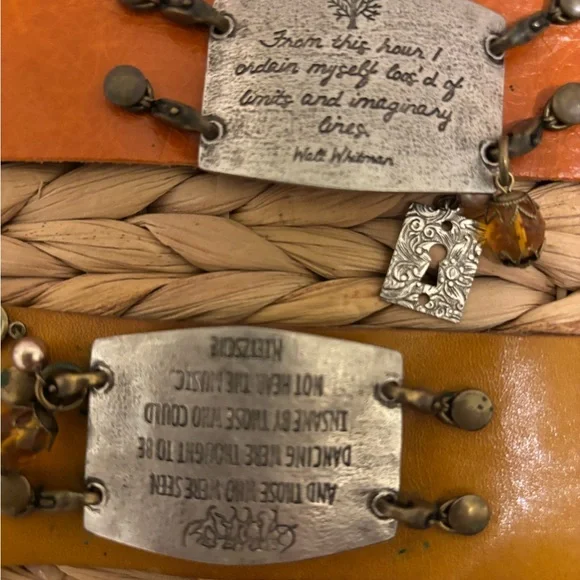 From this hour I
ordain myself loos'd of
limits and imaginary
lines.
Walt Whitman
AND THOSE WHO WERE SEEN
DANCING WERE THOUGHT TO BE
INSANE BY THOSE WHO COULD
NOT HEAR THE MUSIC.
NIETZSCHE